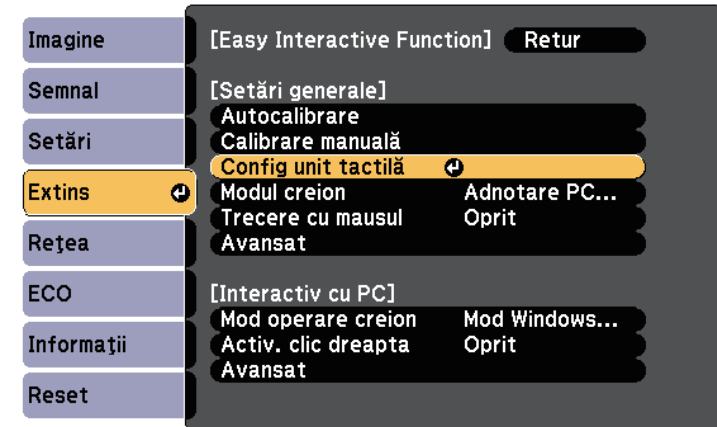 Imagine
Semnal
Setări
Extins
Reţea
ECO
Informaţii
Reset
[Easy Interactive Function] Retur
[Setări generale]
Autocalibrare
Calibrare manuală
Config unit tactilă
Modul creion Adnotare PC...
Trecere cu mausul Oprit
Avansat
[Interactiv cu PC]
Mod operare creion Mod Windows...
Activ. clic dreapta Oprit
Avansat